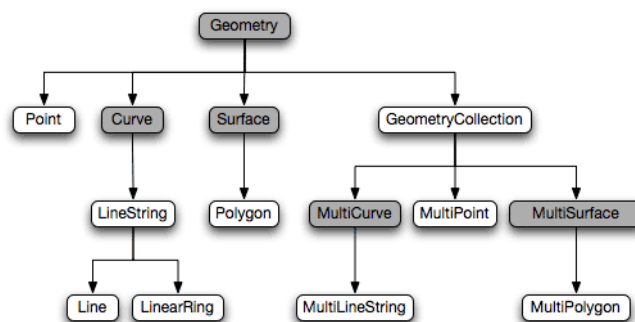 Geometry
Point
Curve
Surface
GeometryCollection
LineString
Polygon
MultiCurve
MultiPoint
MultiSurface
Line
LinearRing
MultiLineString
MultiPolygon